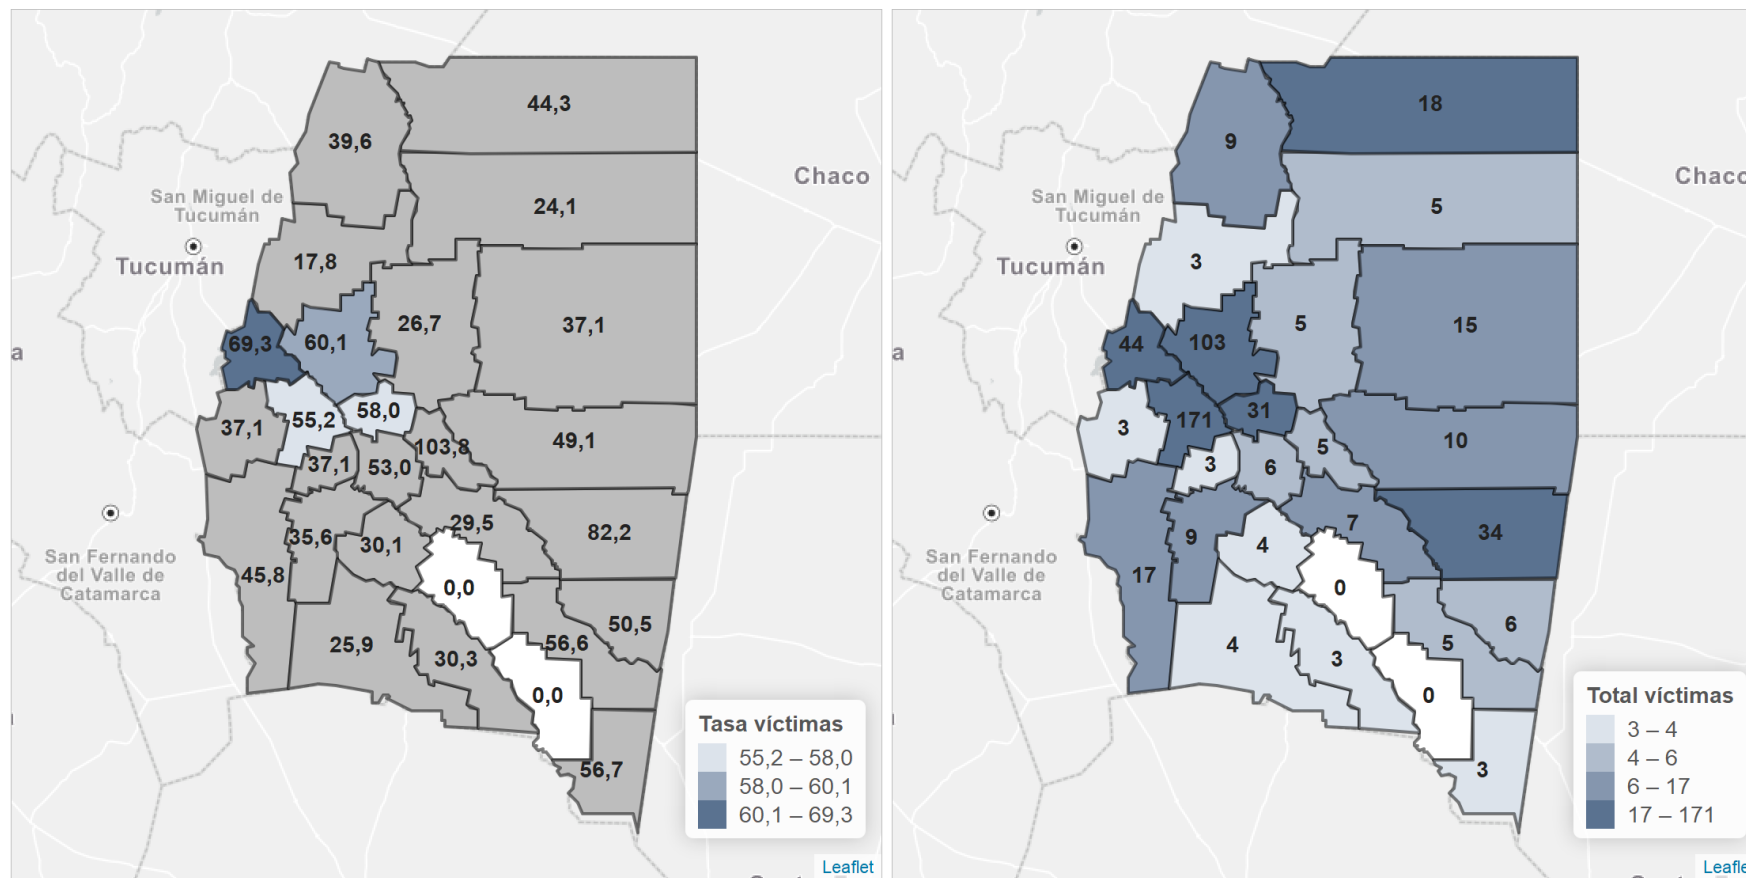 44,3
39,6
Chaco
San Miguel de
Tucumán
24,1
Tucumán
17,8
26,7
37,1
69,3
60,1
a
55,2
58,0
37,1
49,1
103,8
37,1
53,0
29,5
82,2
35,6
30,1
San Fernando
del Valle de
Catamarca
45,8
0,0
50,5
25,9
56,6
30,3
0,0
56,7
Tasa víctimas
55,2 – 58,0
58,0 – 60,1
60,1 – 69,3
Leaflet
18
9
Chaco
San Miguel de
Tucumán
5
Tucumán
3
5
15
44
103
a
171
31
3
10
5
3
6
7
34
9
4
San Fernando
del Valle de
Catamarca
17
0
6
4
5
3
0
3
Total víctimas
3 – 4
4 – 6
6 – 17
17 – 171
Leafle